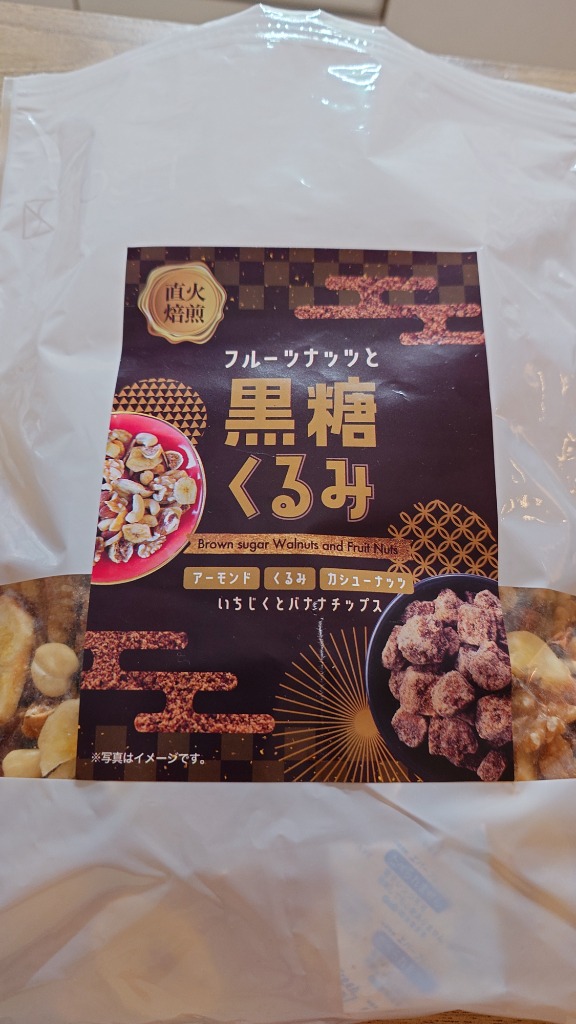 直火
焙煎
フルーツナッツと
黒糖
くるみ
Brown sugar Walnuts and Fruit Nuts
アーモンド くるみ カシューナッツ
いちじくとバナナチップス
※写真はイメージです。